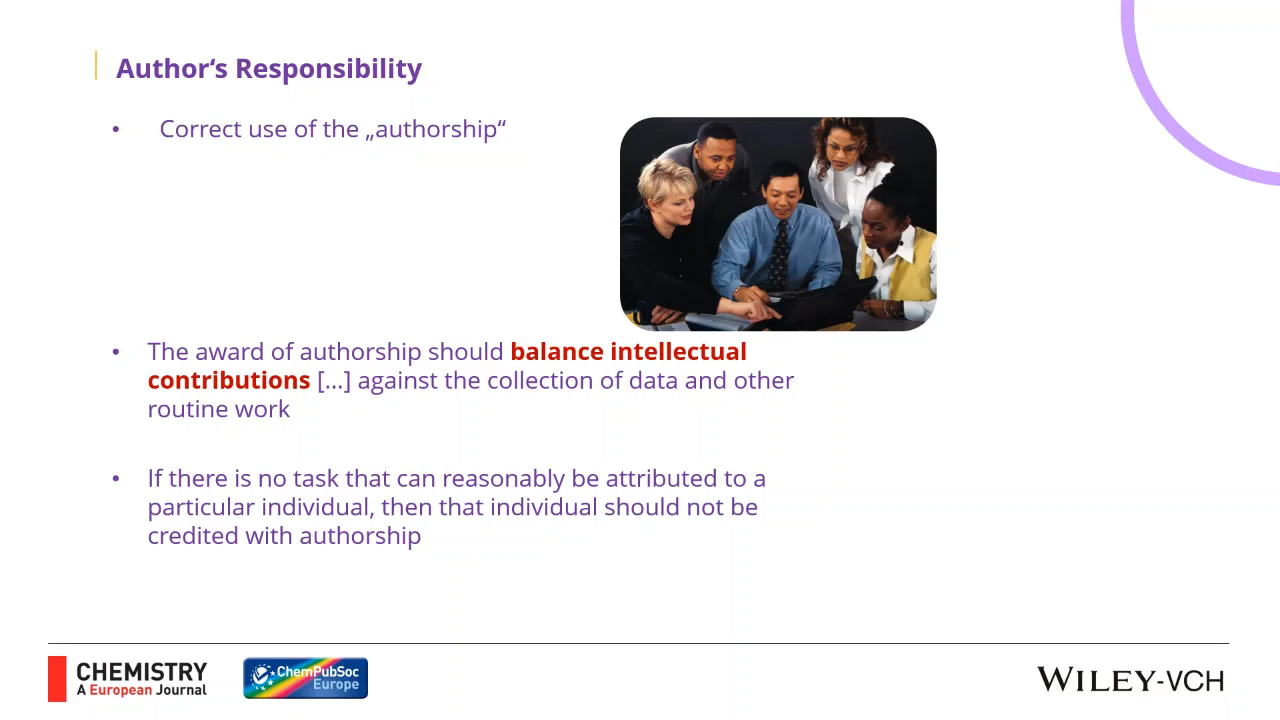 Author‘s Responsibility
• Correct use of the „authorship“
• The award of authorship should balance intellectual
contributions [...] against the collection of data and other
routine work
• If there is no task that can reasonably be attributed to a
particular individual, then that individual should not be
credited with authorship
CHEMISTRY
A European Journal
ChemPubSoc
Europe
WILEY-VCH